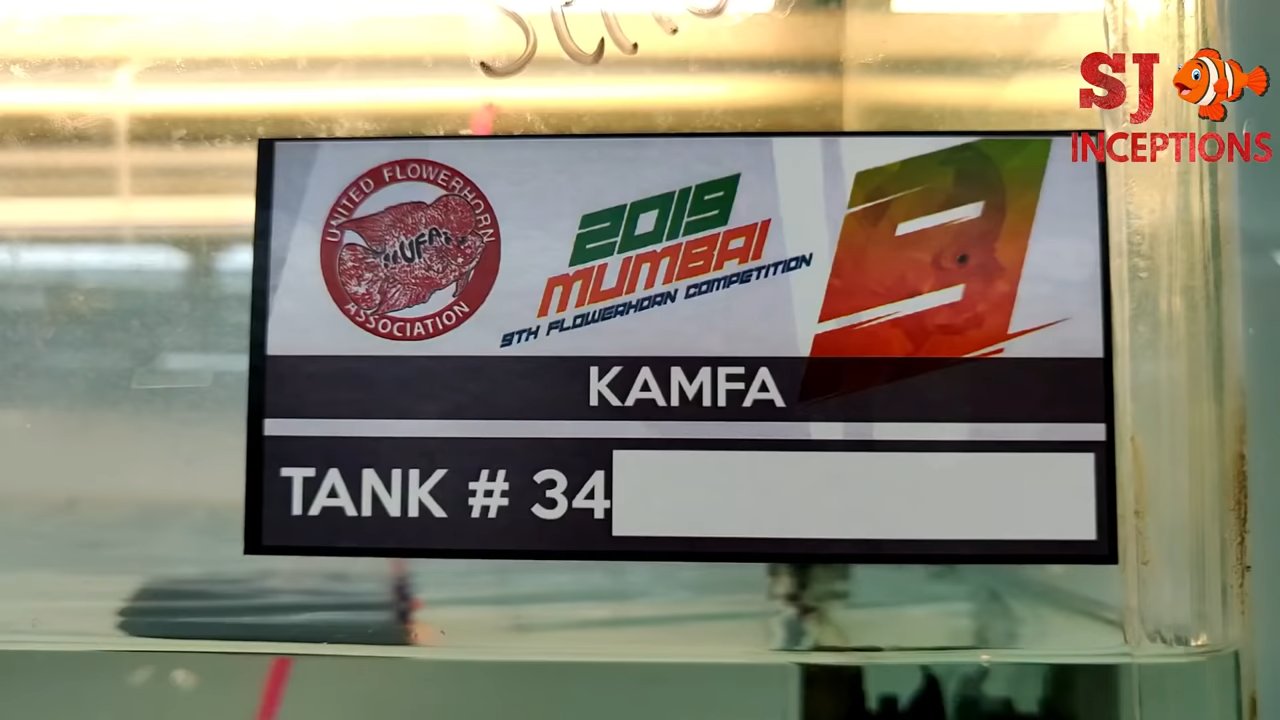 SJ
INCEPTIONS
UNITED FLOWERHORN
UFA
ASSOCIATION
2019
MUMBAI
9TH FLOWERHORN COMPETITION
9
KAMFA
TANK # 34